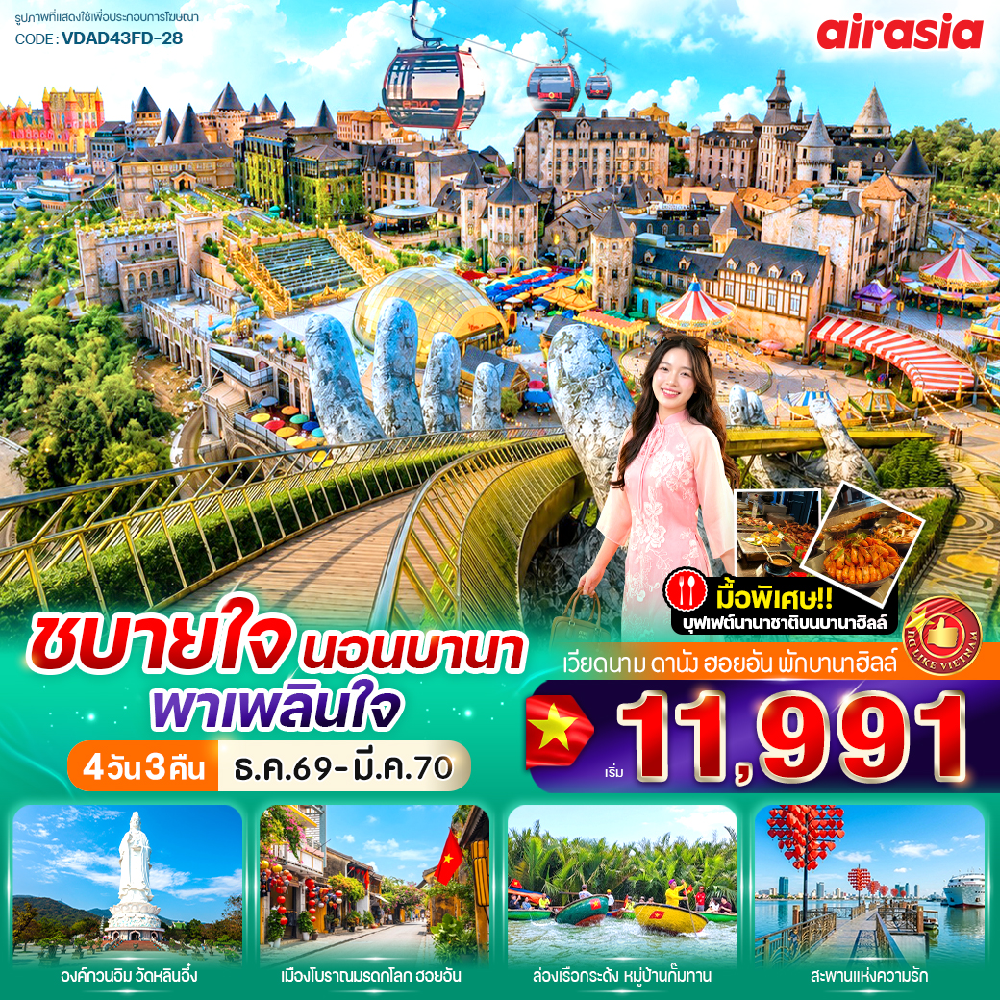 รูปภาพที่แสดงใช้เพื่อประกอบการโฆษณา
CODE : VDAD43FD-28
airasia
มื้อพิเศษ!!
บุฟเฟต์นานาชาติบนบานาฮิลล์
ชบายใจ นอนบานา
พาเพลินใจ
4 วัน 3 คืน
ธ.ค.69 - มี.ค.70
เวียดนาม ดานัง ฮอยอัน พักบานาฮิลล์
LIKE VIETNAM
เริ่ม 11,991
องค์กวนอิม วัดหลินอึ๋ง
เมืองโบราณมรดกโลก ฮอยอัน
ล่องเรือกระด้ง หมู่บ้านกั๊มทาน
สะพานแห่งความรัก